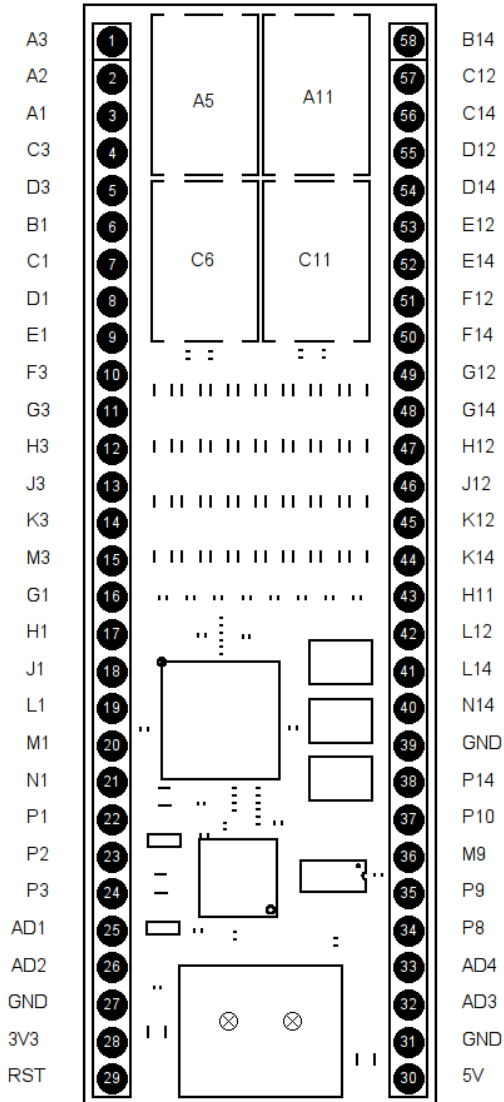 A3 1 58 B14
A2 2 57 C12
A1 3 A5 A11 56 C14
C3 4 55 D12
D3 5 54 D14
B1 6 53 E12
C1 7 C6 C11 52 E14
D1 8 51 F12
E1 9 50 F14
F3 10 49 G12
G3 11 48 G14
H3 12 47 H12
J3 13 46 J12
K3 14 45 K12
M3 15 44 K14
G1 16 43 H11
H1 17 42 L12
J1 18 41 L14
L1 19 40 N14
M1 20 39 GND
N1 21 38 P14
P1 22 37 P10
P2 23 36 M9
P3 24 35 P9
AD1 25 34 P8
AD2 26 33 AD4
GND 27 32 AD3
3V3 28 31 GND
RST 29 30 5V